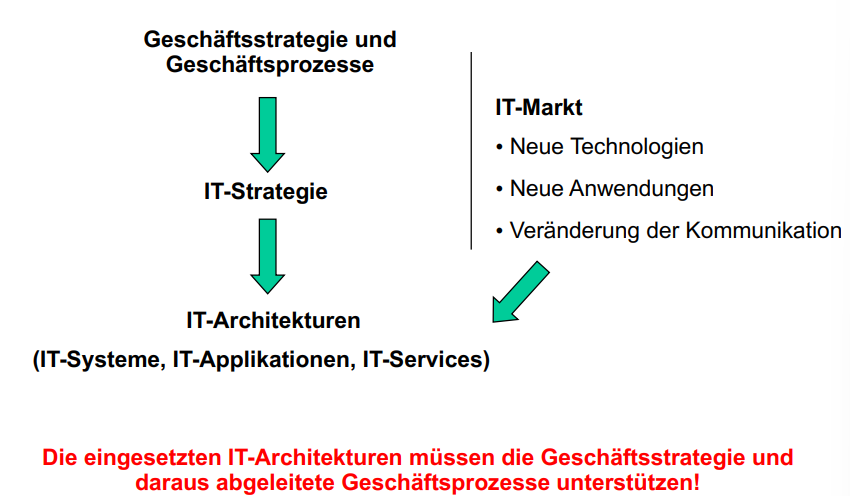 Geschäftsstrategie und
Geschäftsprozesse
IT-Strategie
IT-Architekturen
(IT-Systeme, IT-Applikationen, IT-Services)
IT-Markt
• Neue Technologien
• Neue Anwendungen
• Veränderung der Kommunikation
Die eingesetzten IT-Architekturen müssen die Geschäftsstrategie und
daraus abgeleitete Geschäftsprozesse unterstützen!